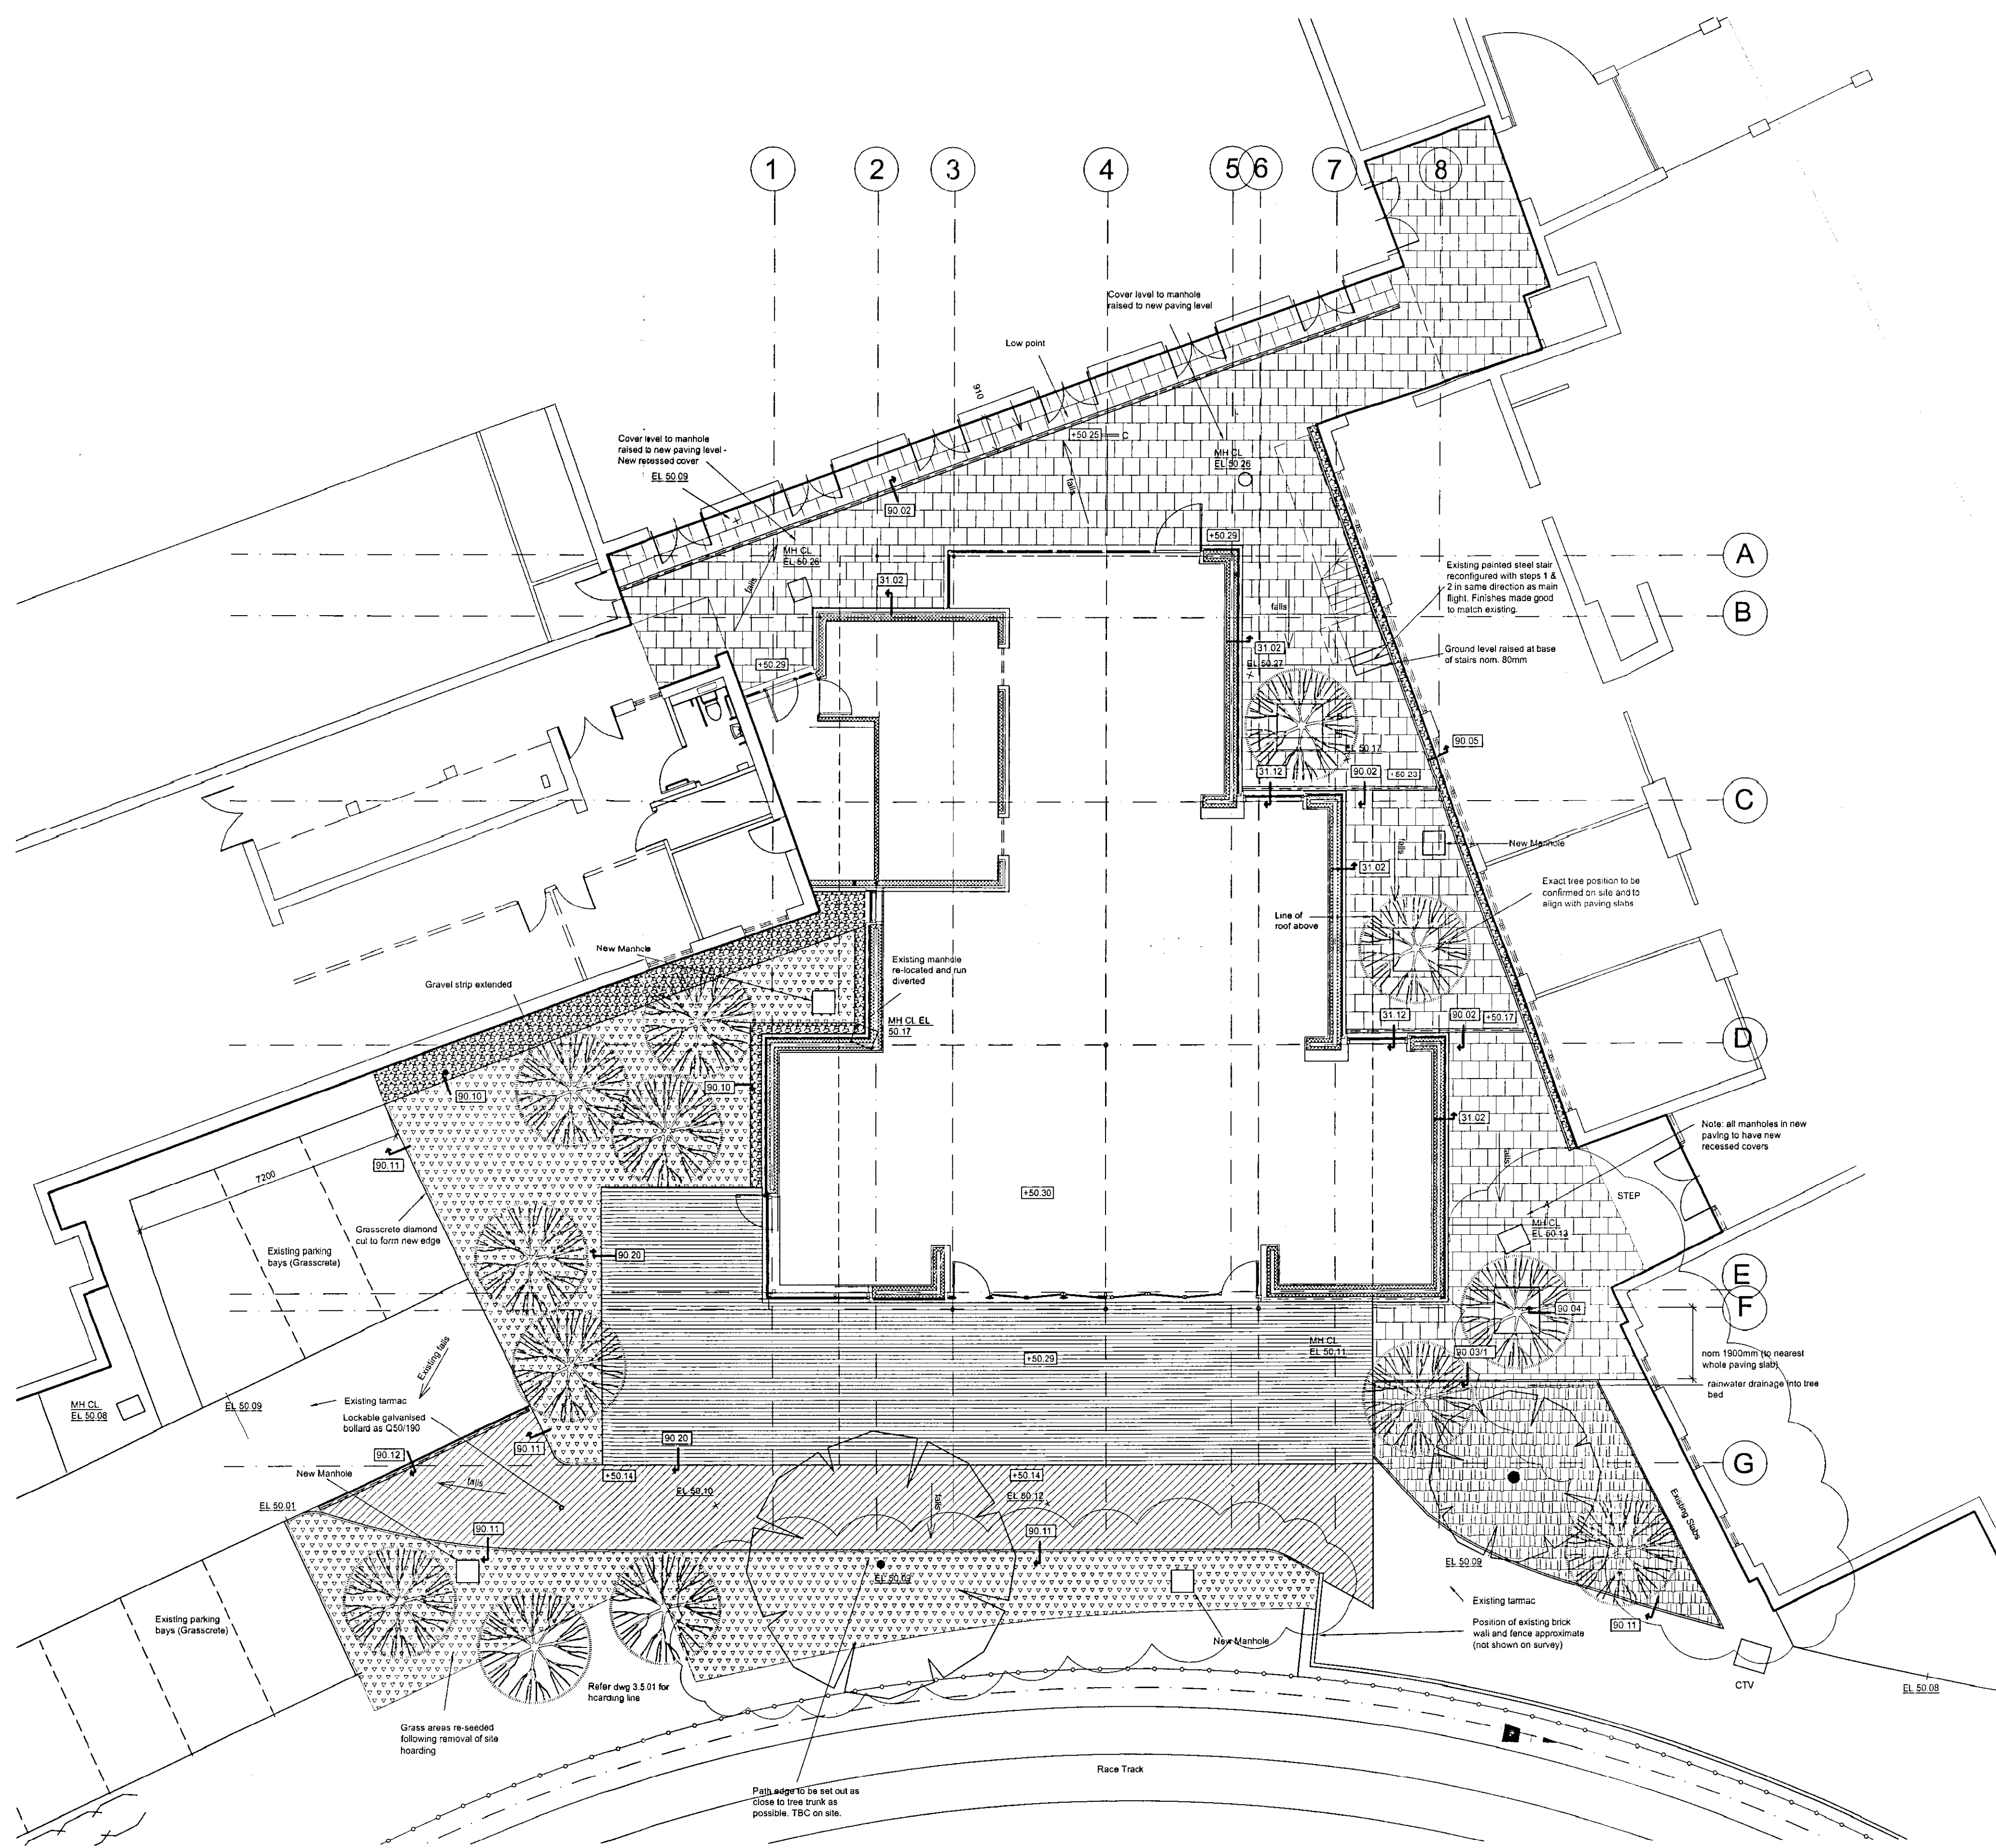 1
2
3
4
5
6
7
8
Cover level to manhole
raised to new paving level
Low point
910
Cover level to manhole
raised to new paving level -
New recessed cover
EL 50.09
+50.25
C
MH CL
EL 50.26
falls
90.02
+50.29
MH CL
EL 50.26
falls
31.02
A
Existing painted steel stair
reconfigured with steps 1 &
2 in same direction as main
flight. Finishes made good
to match existing.
B
falls
31.02
EL 50.27
Ground level raised at base
of stairs nom. 80mm
+50.29
B
EL 50.17
90.05
31.12
90.02
+50.23
C
falls
New Manhole
31.02
Exact tree position to be
confirmed on site and to
align with paving slabs
Line of
roof above
New Manhole
Existing manhole
re-located and run
diverted
Gravel strip extended
MH CL EL
50.17
31.12
90.02
+50.17
D
90.10
90.10
31.02
Note: all manholes in new
paving to have new
recessed covers
90.11
7200
falls
STEP
+50.30
A
MH CL
EL 50.13
Grasscrete diamond
cut to form new edge
Existing parking
bays (Grasscrete)
90.20
E
F
90.04
MH CL
EL 50.11
90.03/1
nom 1900mm (to nearest
whole paving slab)
+50.29
Existing falls
rainwater drainage into tree
bed
MH CL
EL 50.08
EL 50.09
Existing tarmac
Lockable galvanised
bollard as Q50/190
90.12
90.11
90.20
G
New Manhole
falls
+50.14
+50.14
EL 50.10
EL 50.12
falls
EL 50.01
Existing Slabs
90.11
90.11
EL 50.09
Existing tarmac
Existing parking
bays (Grasscrete)
90.11
Position of existing brick
wall and fence approximate
(not shown on survey)
New Manhole
Refer dwg 3.5.01 for
hoarding line
CTV
EL 50.08
Grass areas re-seeded
following removal of site
hoarding
Race Track
Path edge to be set out as
close to tree trunk as
possible. TBC on site.